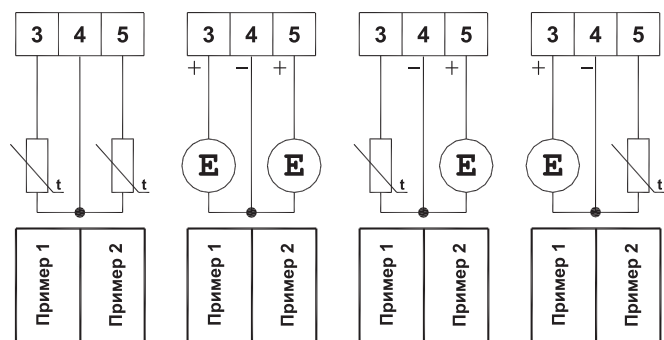 3 4 5 3 4 5 3 4 5 3 4 5
+ − + − + + −
E E E E
t t t t
Пример 1 Пример 2 Пример 1 Пример 2 Пример 1 Пример 2 Пример 1 Пример 2